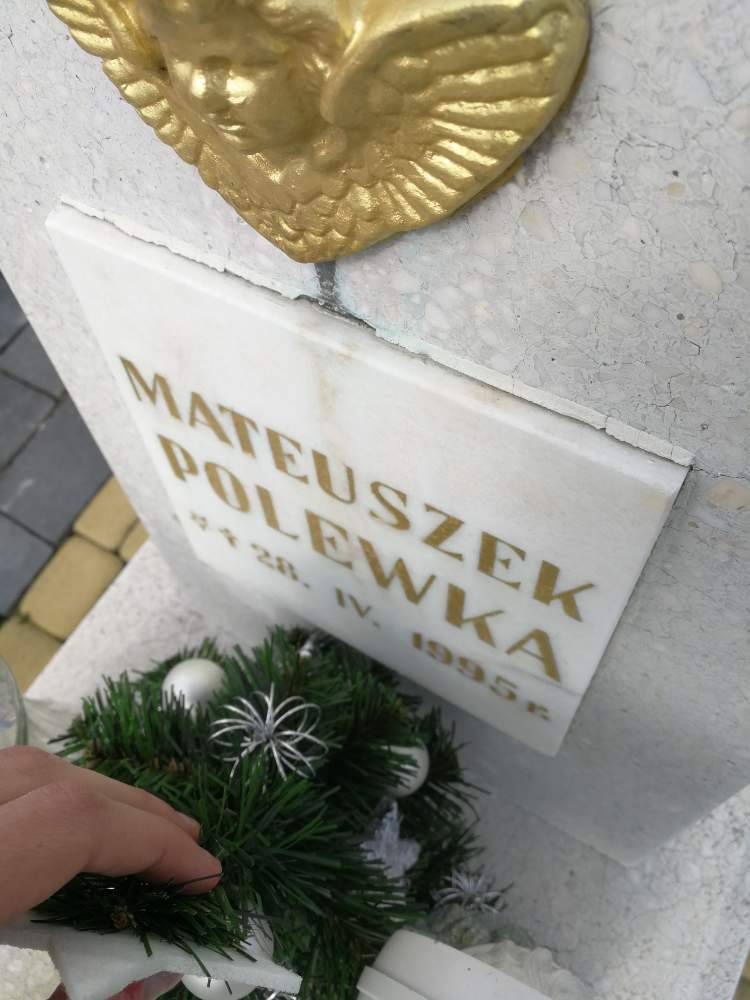 MATEUSZEK
POLEWKA
* † 28. IV. 1995 r.